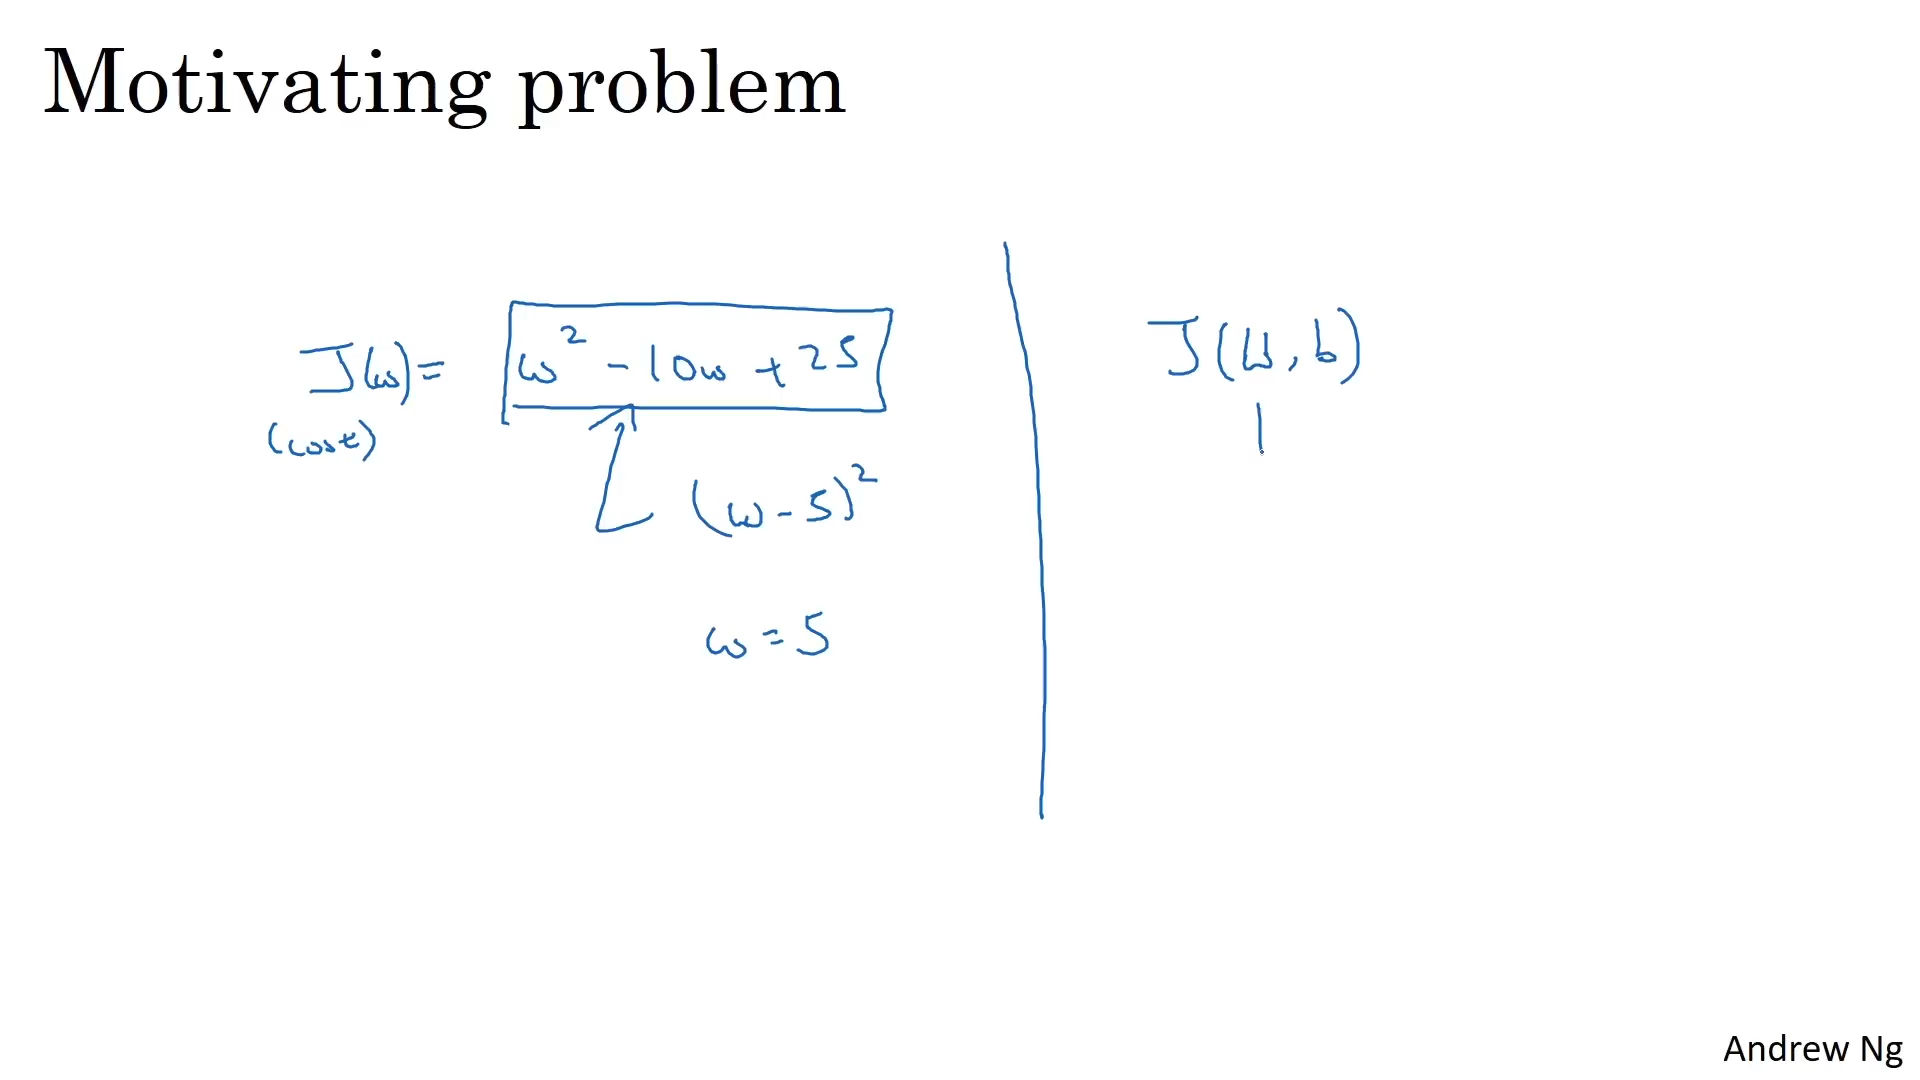 Motivating problem
J(w) = w² - 10w + 25
(cost)
(w - 5)²
w = 5
J(W, b)
Andrew Ng